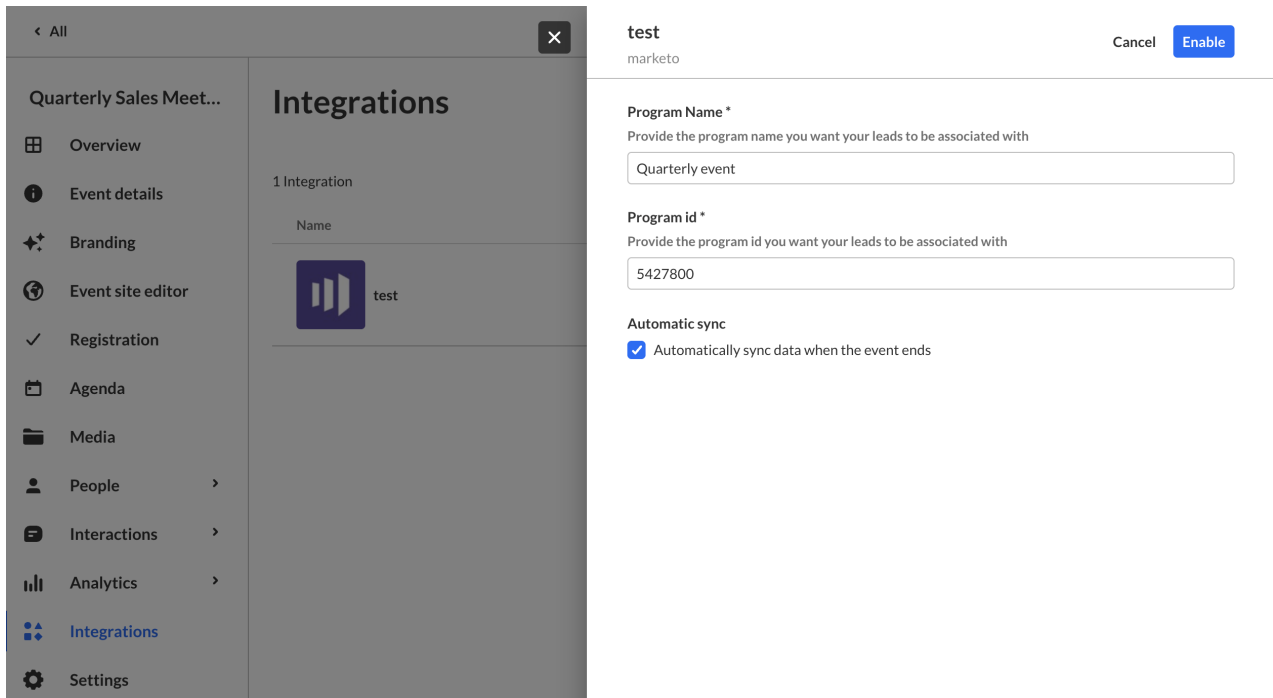 All
Quarterly Sales Meet...
Overview
Event details
Branding
Event site editor
Registration
Agenda
Media
People
Interactions
Analytics
Integrations
Settings
Integrations
1 Integration
Name
test
test
marketo
Cancel
Enable
Program Name *
Provide the program name you want your leads to be associated with
Quarterly event
Program id *
Provide the program id you want your leads to be associated with
5427800
Automatic sync
Automatically sync data when the event ends